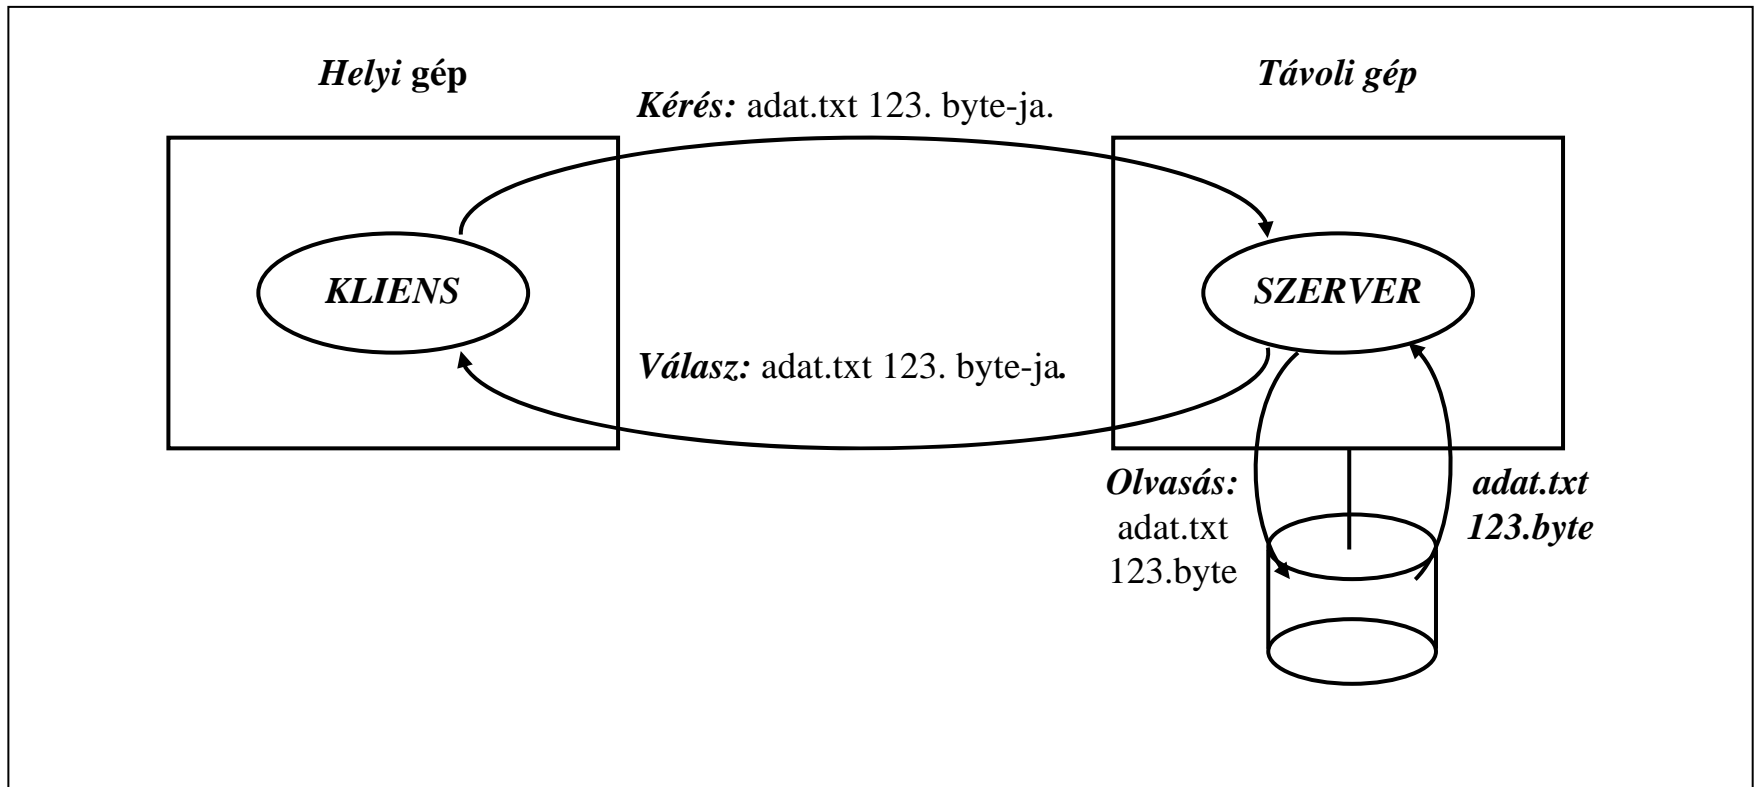 Helyi gép
Távoli gép
Kérés: adat.txt 123. byte-ja.
KLIENS
SZERVER
Válasz: adat.txt 123. byte-ja.
Olvasás:
adat.txt
123.byte
adat.txt
123.byte